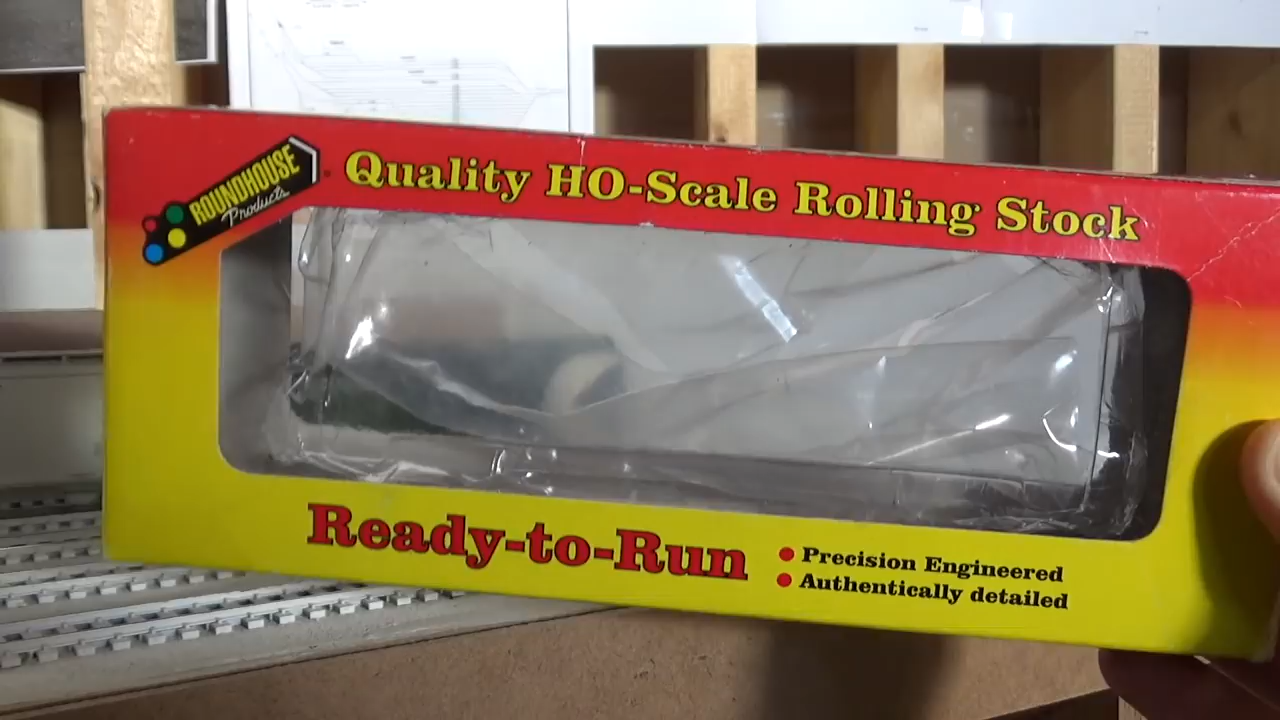 ROUNDHOUSE
Products
Quality HO-Scale Rolling Stock
Ready-to-Run
Precision Engineered
Authentically detailed